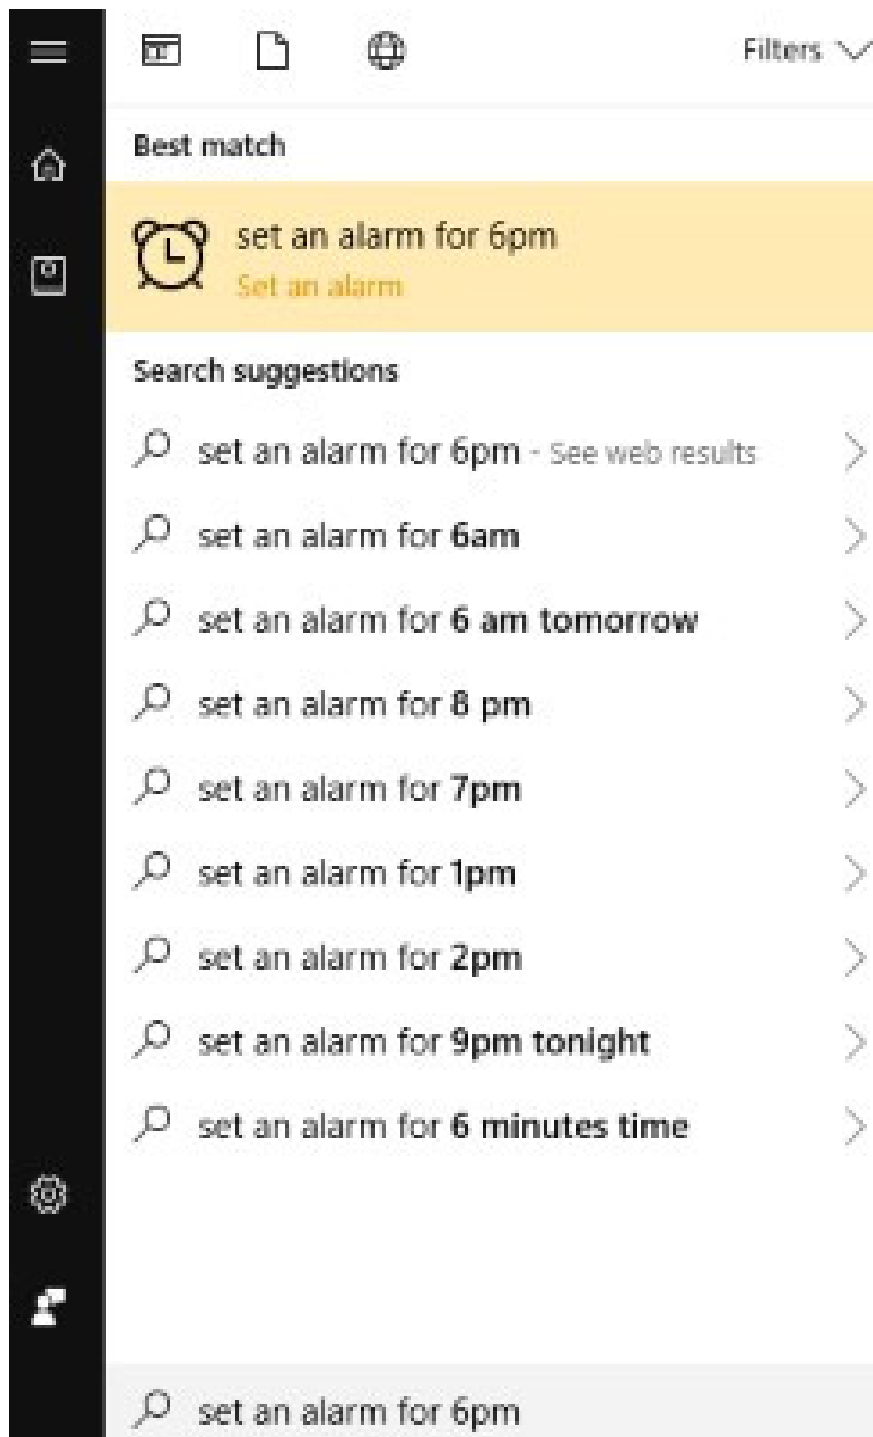 Filters
Best match
set an alarm for 6pm
Set an alarm
Search suggestions
set an alarm for 6pm - See web results
set an alarm for 6am
set an alarm for 6 am tomorrow
set an alarm for 8 pm
set an alarm for 7pm
set an alarm for 1pm
set an alarm for 2pm
set an alarm for 9pm tonight
set an alarm for 6 minutes time
set an alarm for 6pm